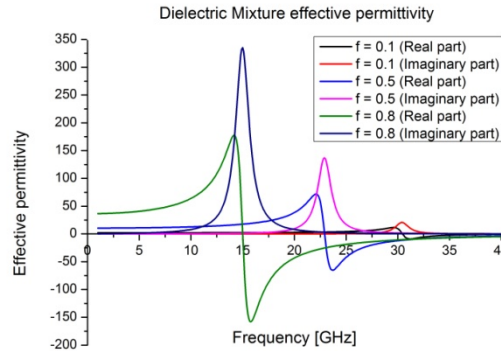 Dielectric Mixture effective permittivity
350
300
250
200
150
100
50
0
-50
-100
-150
-200
Effective permittivity
f = 0.1 (Real part)
f = 0.1 (Imaginary part)
f = 0.5 (Real part)
f = 0.5 (Imaginary part)
f = 0.8 (Real part)
f = 0.8 (Imaginary part)
0 5 10 15 20 25 30 35 40
Frequency [GHz]